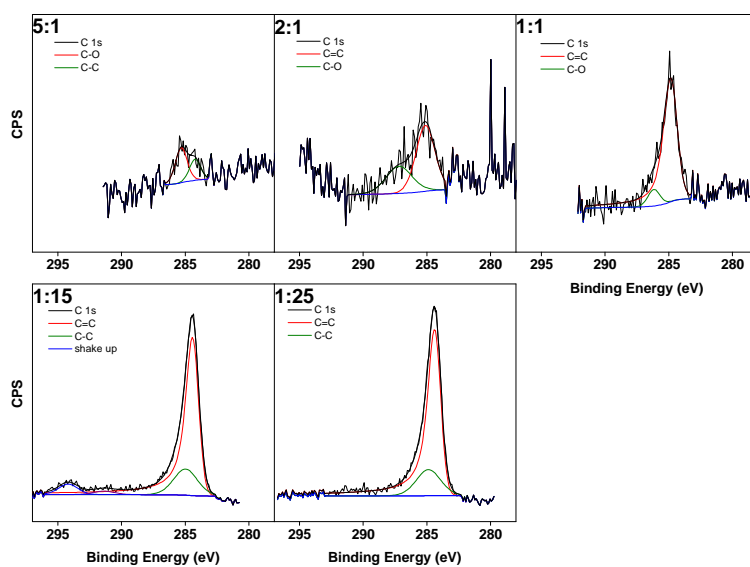 5:1
C 1s
C-O
C-C
2:1
C 1s
C=C
C-O
1:1
C 1s
C=C
C-O
CPS
295 290 285 280
295 290 285 280
295 290 285 280
Binding Energy (eV)
1:15
C 1s
C=C
C-C
shake up
1:25
C 1s
C=C
C-C
CPS
295 290 285 280
295 290 285 280
Binding Energy (eV)
Binding Energy (eV)